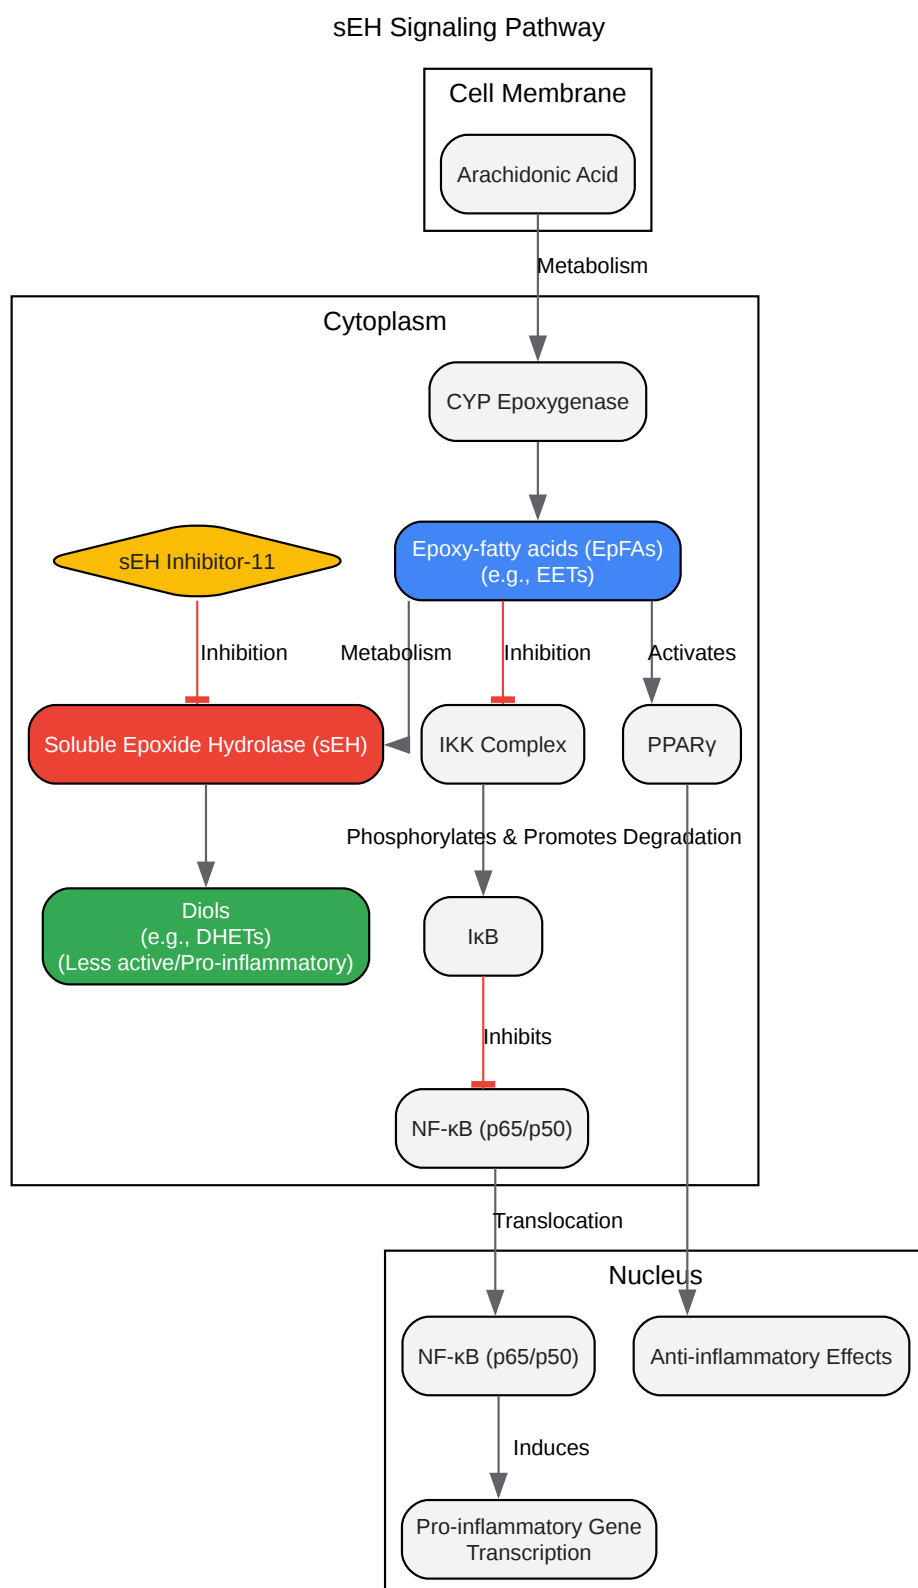 sEH Signaling Pathway
Cell Membrane
Arachidonic Acid
Metabolism
Cytoplasm
CYP Epoxygenase
sEH Inhibitor-11
Epoxy-fatty acids (EpFAs)
(e.g., EETs)
Inhibition
Metabolism
Inhibition
Activates
Soluble Epoxide Hydrolase (sEH)
IKK Complex
PPARγ
Phosphorylates & Promotes Degradation
Diols
(e.g., DHETs)
(Less active/Pro-inflammatory)
IκB
Inhibits
NF-κB (p65/p50)
Translocation
Nucleus
NF-κB (p65/p50)
Anti-inflammatory Effects
Induces
Pro-inflammatory Gene
Transcription